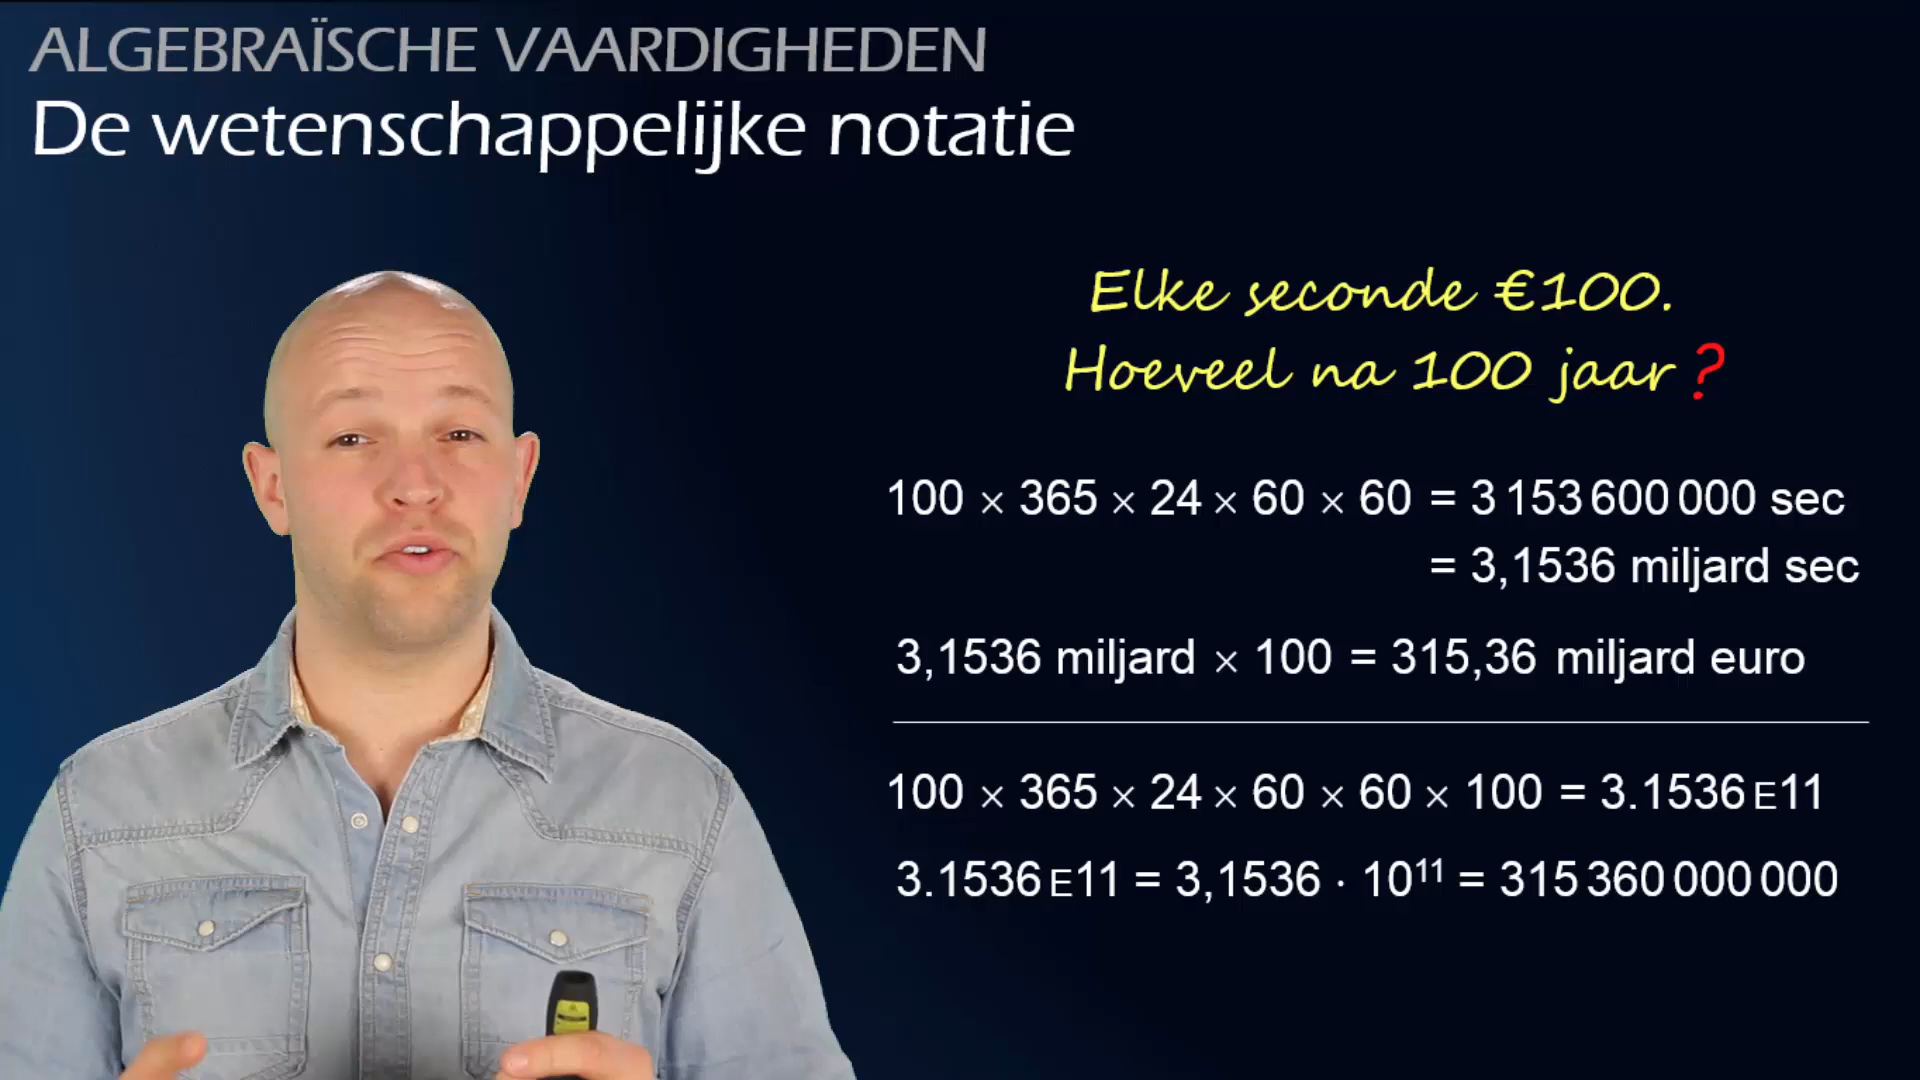 ALGEBRAÏSCHE VAARDIGHEDEN
De wetenschappelijke notatie
Elke seconde €100.
Hoeveel na 100 jaar?
100 × 365 × 24 × 60 × 60 = 3 153 600 000 sec
= 3,1536 miljard sec
3,1536 miljard × 100 = 315,36 miljard euro
100 × 365 × 24 × 60 × 60 × 100 = 3.1536E11
3.1536E11 = 3,1536 · 10¹¹ = 315 360 000 000